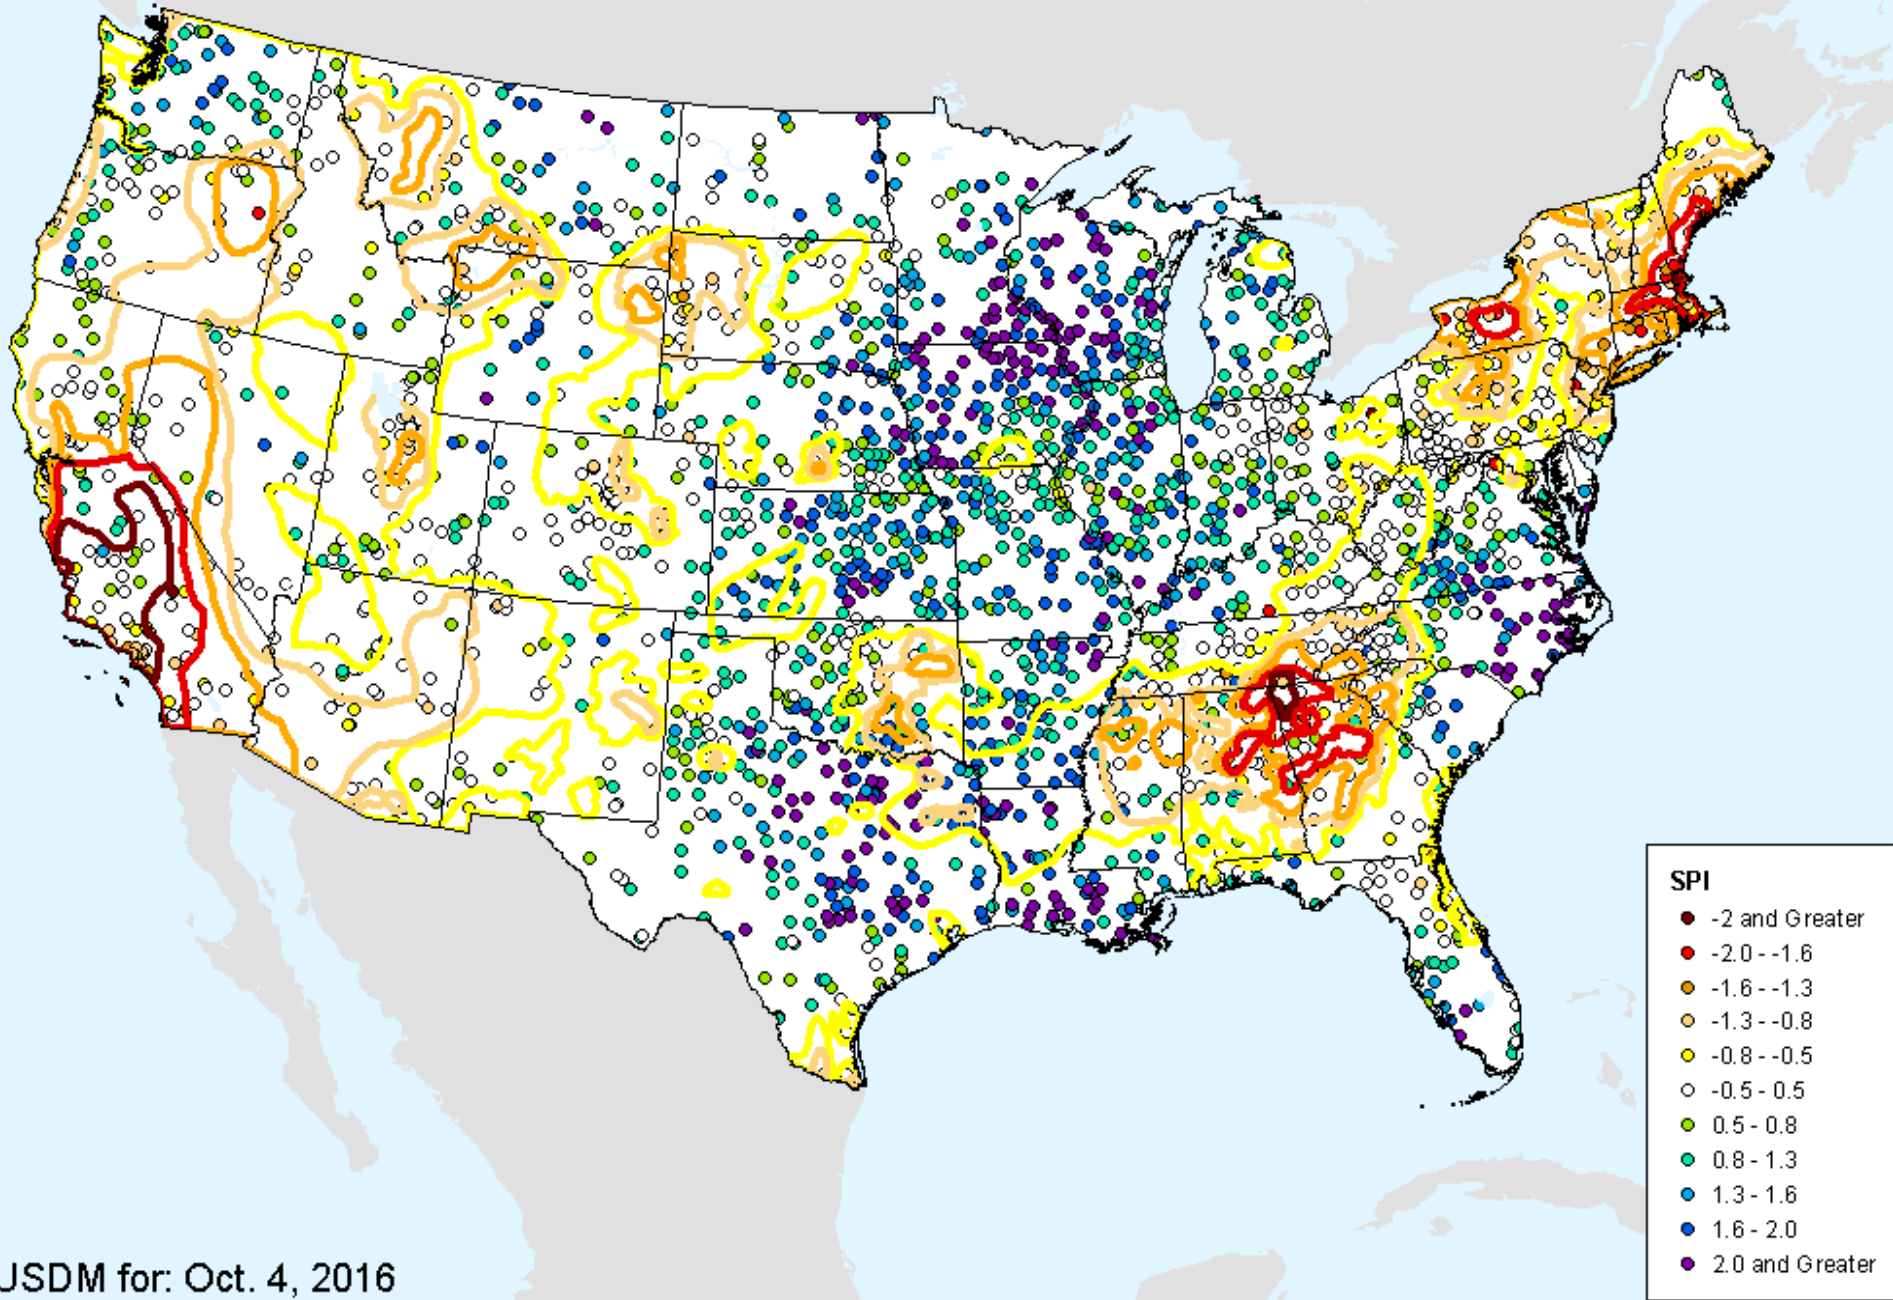 SPI
-2 and Greater
-2.0 - -1.6
-1.6 - -1.3
-1.3 - -0.8
-0.8 - -0.5
-0.5 - 0.5
0.5 - 0.8
0.8 - 1.3
1.3 - 1.6
1.6 - 2.0
2.0 and Greater
USDM for: Oct. 4, 2016